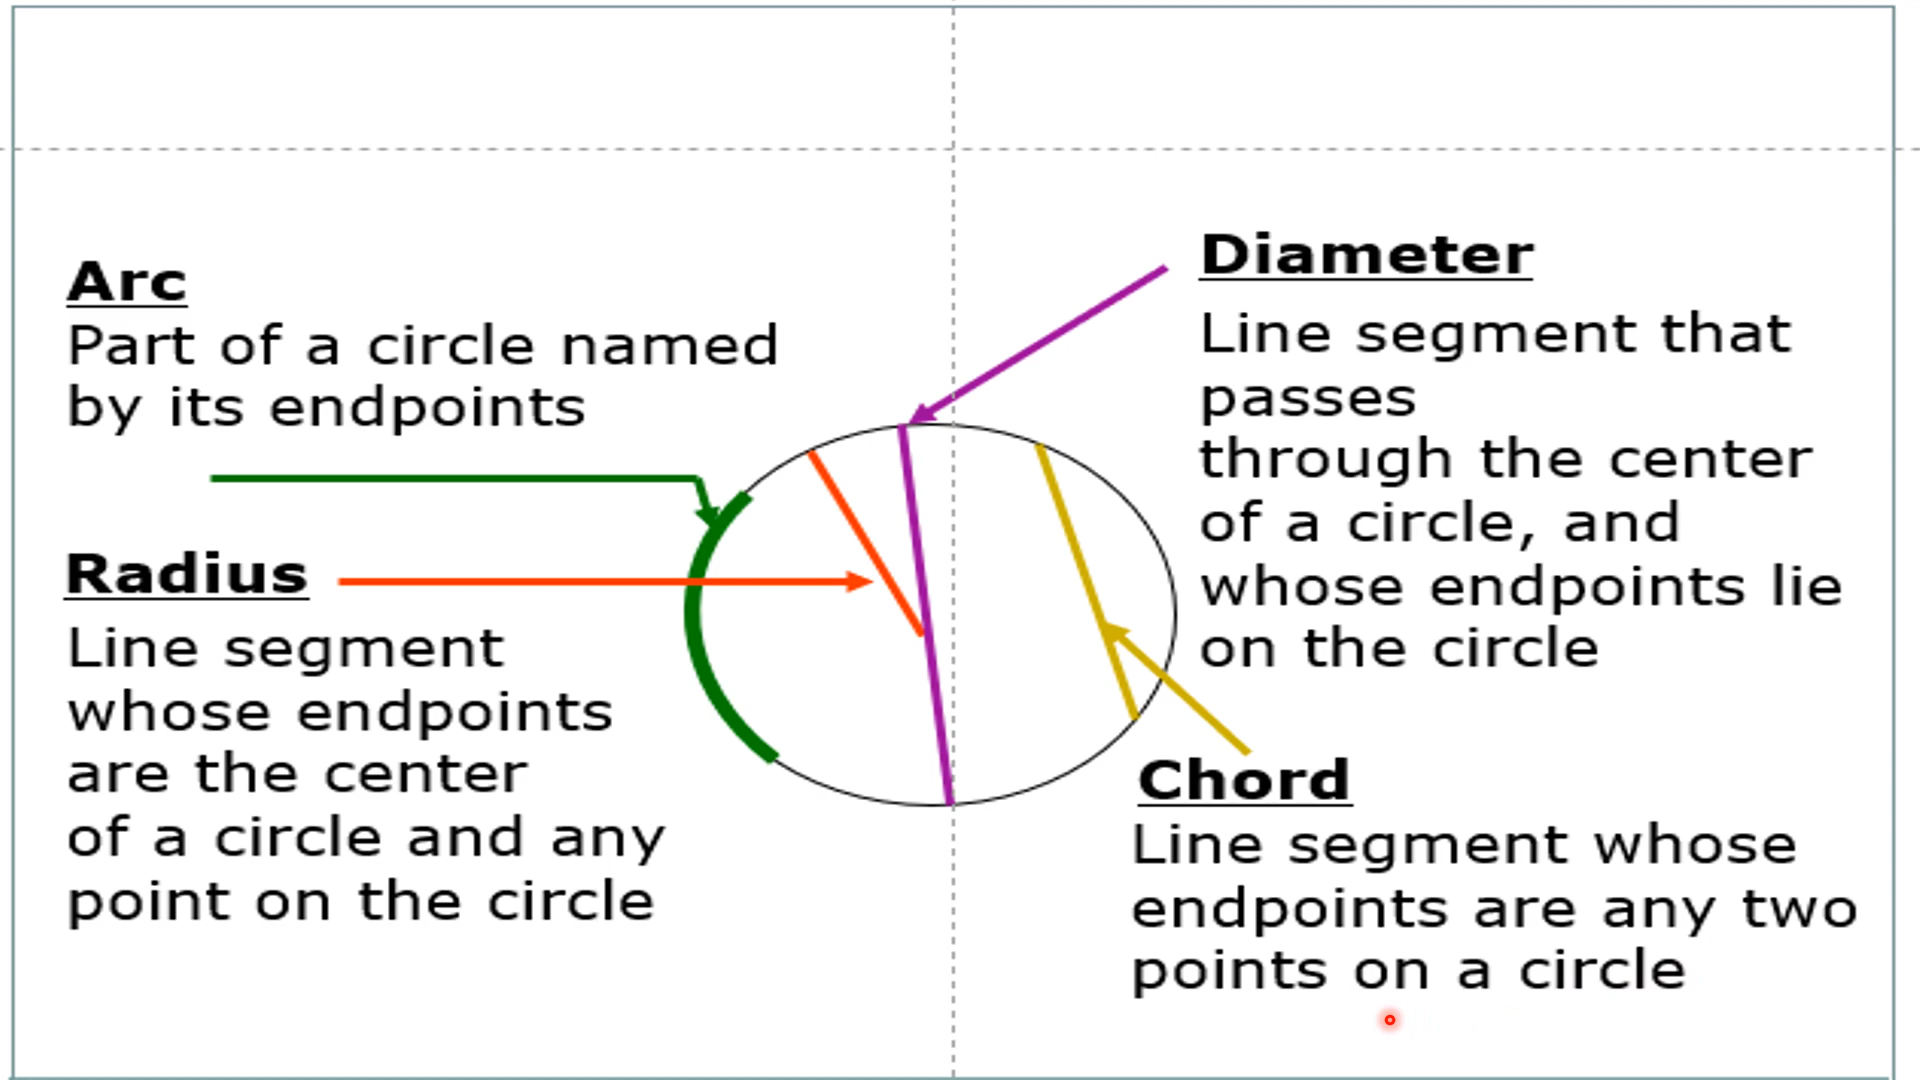 Arc
Part of a circle named
by its endpoints
Radius
Line segment
whose endpoints
are the center
of a circle and any
point on the circle
Diameter
Line segment that
passes
through the center
of a circle, and
whose endpoints lie
on the circle
Chord
Line segment whose
endpoints are any two
points on a circle